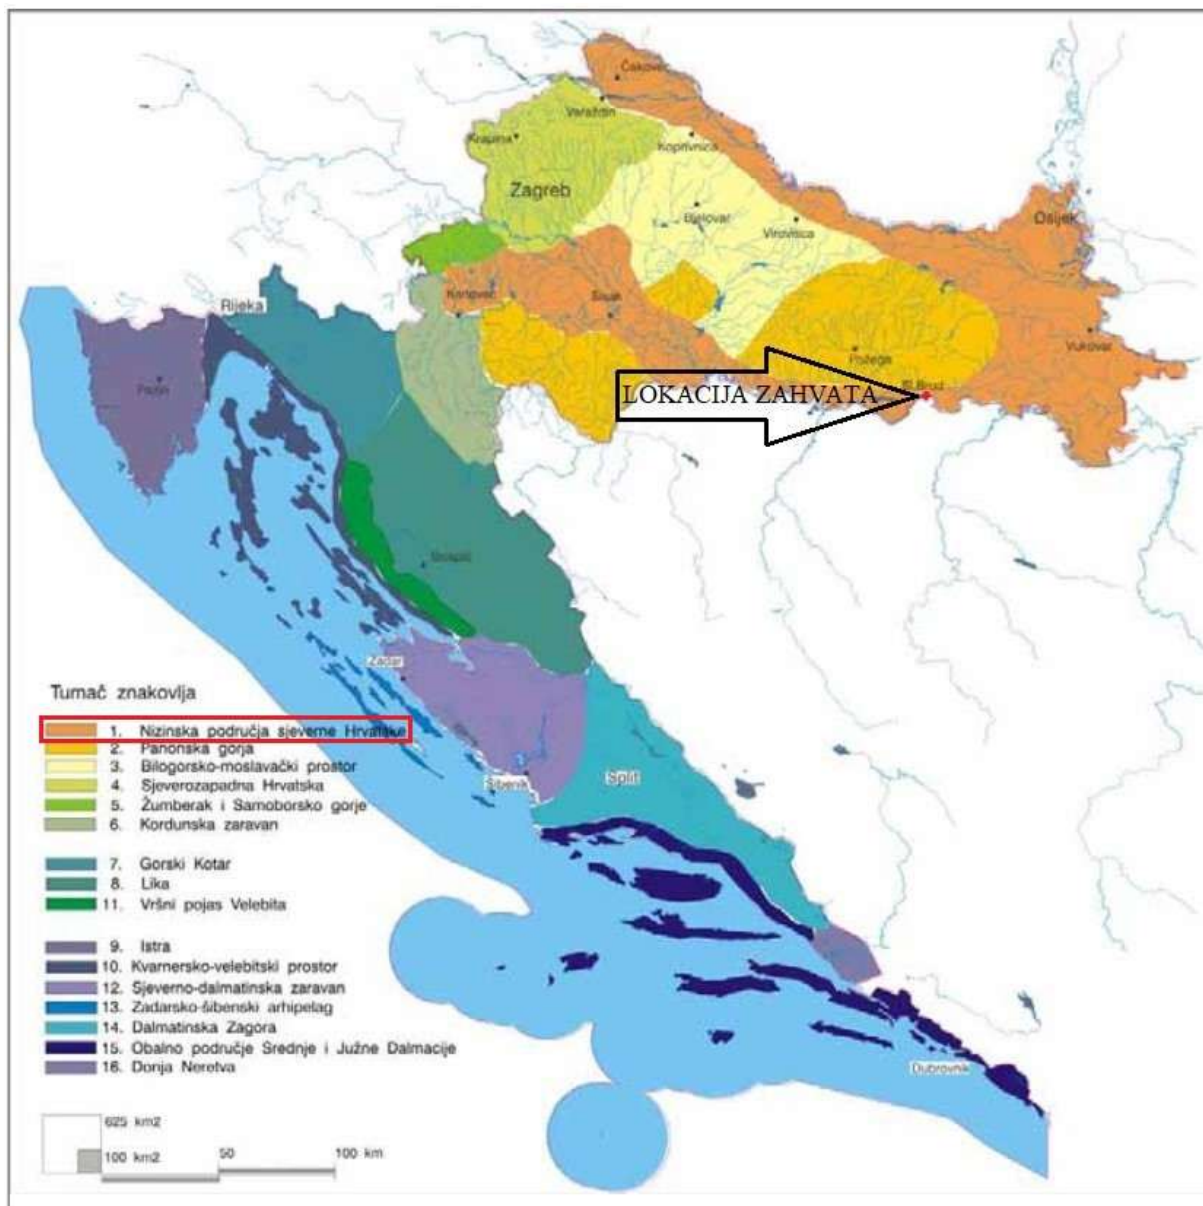 Čakovec
Varaždin
Krapina
Koprivnica
Zagreb
Bjelovar
Osijek
Virovitica
Rijeka
Karlovac
Sisak
Vukovar
Požega
Pazin
LOKACIJA ZAHVATA
Sl.Brod
Gospić
Zadar
Tumač znakovlja
1. Nizinska područja sjeverne Hrvatske
2. Panonska gorja
3. Bilogorsko-moslavački prostor
4. Sjeverozapadna Hrvatska
5. Žumberak i Samoborsko gorje
6. Kordunska zaravan
Šibenik
Split
7. Gorski Kotar
8. Lika
11. Vršni pojas Velebita
9. Istra
10. Kvarnersko-velebitski prostor
12. Sjeverno-dalmatinska zaravan
13. Zadarsko-šibenski arhipelag
14. Dalmatinska Zagora
15. Obalno područje Srednje i Južne Dalmacije
16. Donja Neretva
Dubrovnik
625 km2
100 km2
50
100 km